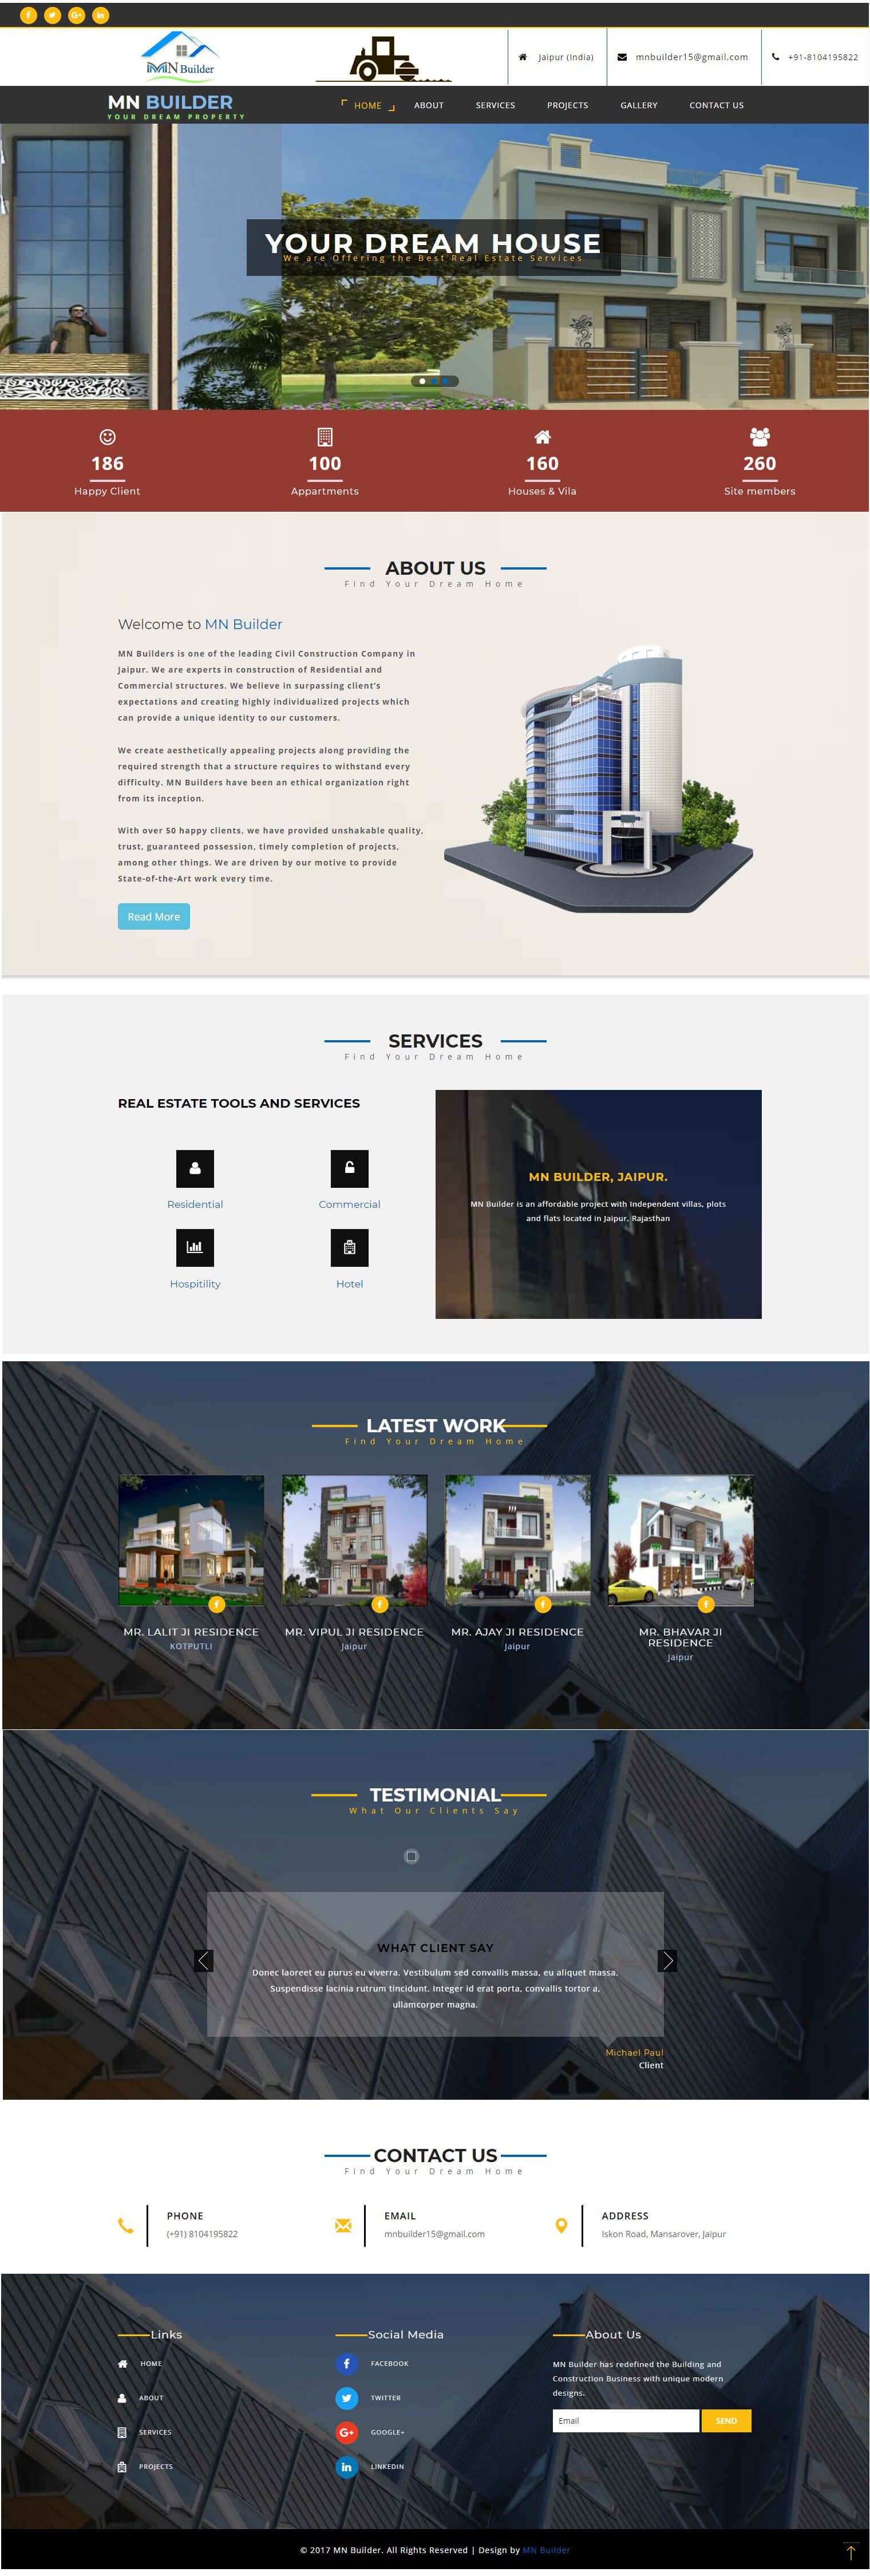 MN Builder
Jaipur (India)
mnbuilder15@gmail.com
+91-8104195822
MN BUILDER
YOUR DREAM PROPERTY
HOME
ABOUT
SERVICES
PROJECTS
GALLERY
CONTACT US
YOUR DREAM HOUSE
We are Offering the Best Real Estate Services
186
Happy Client
100
Appartments
160
Houses & Vila
260
Site members
ABOUT US
Find Your Dream Home
Welcome to MN Builder
MN Builders is one of the leading Civil Construction Company in
Jaipur. We are experts in construction of Residential and
Commercial structures. We believe in surpassing client's
expectations and creating highly individualized projects which
can provide a unique identity to our customers.
We create aesthetically appealing projects along providing the
required strength that a structure requires to withstand every
difficulty. MN Builders have been an ethical organization right
from its inception.
With over 50 happy clients, we have provided unshakable quality,
trust, guaranteed possession, timely completion of projects,
among other things. We are driven by our motive to provide
State-of-the-Art work every time.
Read More
SERVICES
Find Your Dream Home
REAL ESTATE TOOLS AND SERVICES
Residential
Commercial
Hospitility
Hotel
MN BUILDER, JAIPUR.
MN Builder is an affordable project with Independent villas, plots
and flats located in Jaipur, Rajasthan
LATEST WORK
Find Your Dream Home
MR. LALIT JI RESIDENCE
KOTPUTLI
MR. VIPUL JI RESIDENCE
Jaipur
MR. AJAY JI RESIDENCE
Jaipur
MR. BHAVAR JI
RESIDENCE
Jaipur
TESTIMONIAL
What Our Clients Say
WHAT CLIENT SAY
Donec laoreet eu purus eu viverra. Vestibulum sed convallis massa, eu aliquet massa.
Suspendisse lacinia rutrum tincidunt. Integer id erat porta, convallis tortor a,
ullamcorper magna.
Michael Paul
Client
CONTACT US
Find Your Dream Home
PHONE
(+91) 8104195822
EMAIL
mnbuilder15@gmail.com
ADDRESS
Iskon Road, Mansarover, Jaipur
Links
HOME
ABOUT
SERVICES
PROJECTS
Social Media
FACEBOOK
TWITTER
GOOGLE+
LINKEDIN
About Us
MN Builder has redefined the Building and
Construction Business with unique modern
designs.
Email
SEND
© 2017 MN Builder. All Rights Reserved | Design by MN Builder